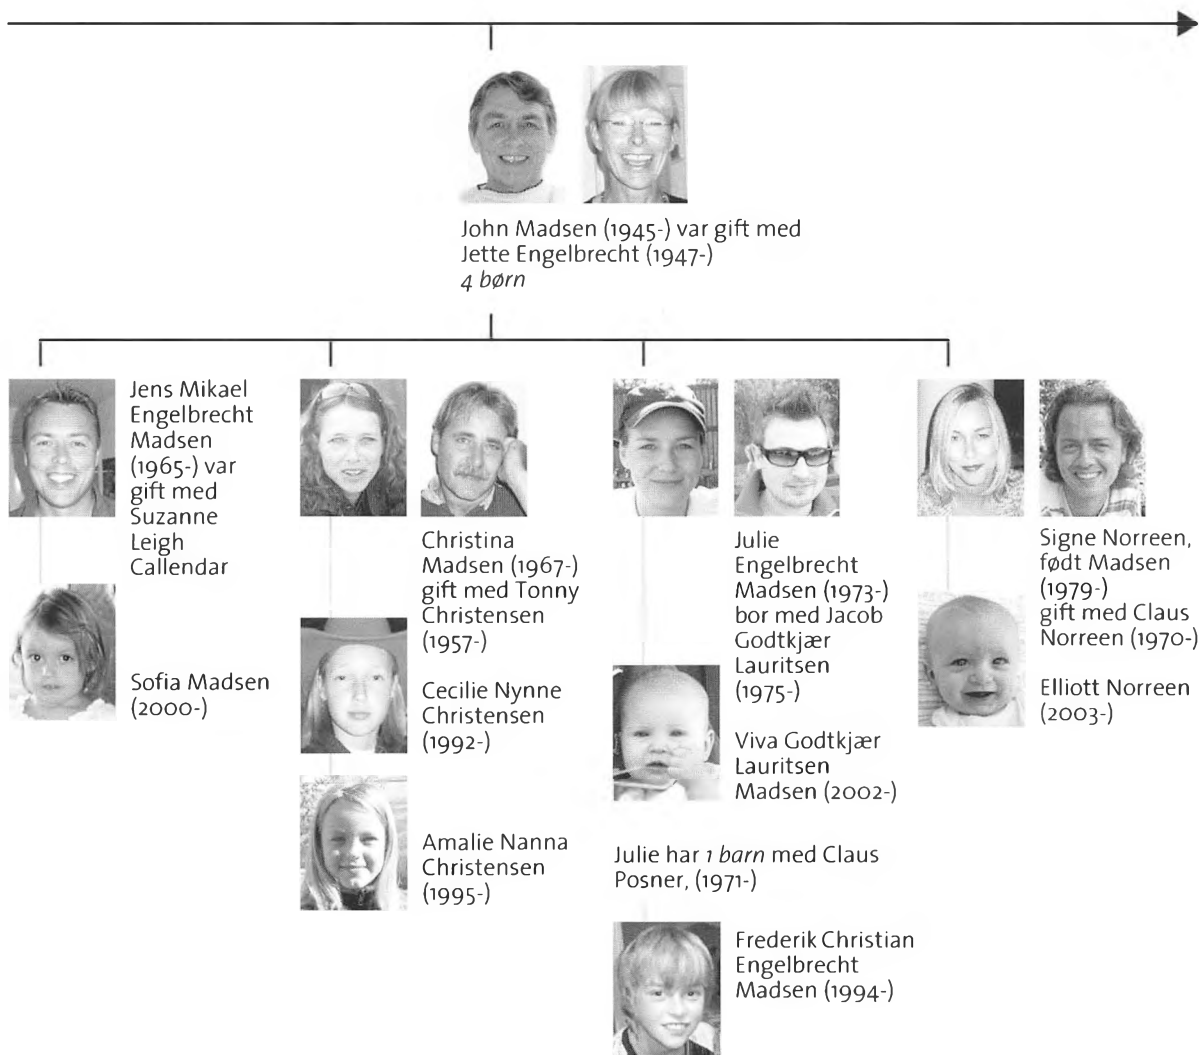 John Madsen (1945-) var gift med
Jette Engelbrecht (1947-)
4 børn
Jens Mikael
Engelbrecht
Madsen
(1965-) var
gift med
Suzanne
Leigh
Callendar
Sofia Madsen
(2000-)
Christina
Madsen (1967-)
gift med Tonny
Christensen
(1957-)
Cecilie Nynne
Christensen
(1992-)
Amalie Nanna
Christensen
(1995-)
Julie
Engelbrecht
Madsen (1973-)
bor med Jacob
Godtkjær
Lauritsen
(1975-)
Viva Godtkjær
Lauritsen
Madsen (2002-)
Julie har 1 barn med Claus
Posner, (1971-)
Frederik Christian
Engelbrecht
Madsen (1994-)
Signe Norreen,
født Madsen
(1979-)
gift med Claus
Norreen (1970-)
Elliott Norreen
(2003-)